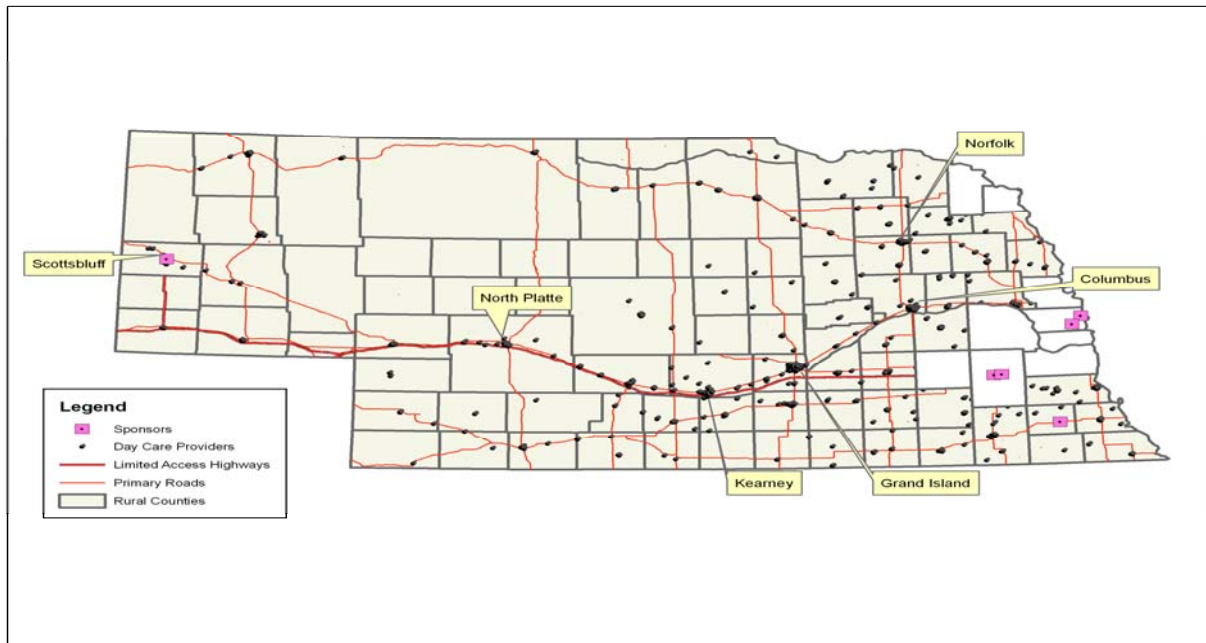 Norfolk
Scottsbluff
Columbus
North Platte
Legend
Sponsors
Day Care Providers
Limited Access Highways
Primary Roads
Rural Counties
Kearney
Grand Island